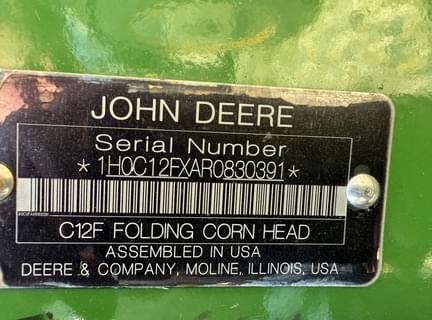 JOHN DEERE
Serial Number
*1H0C12FXAR0830391*
C12F FOLDING CORN HEAD
ASSEMBLED IN USA
DEERE & COMPANY, MOLINE, ILLINOIS, USA